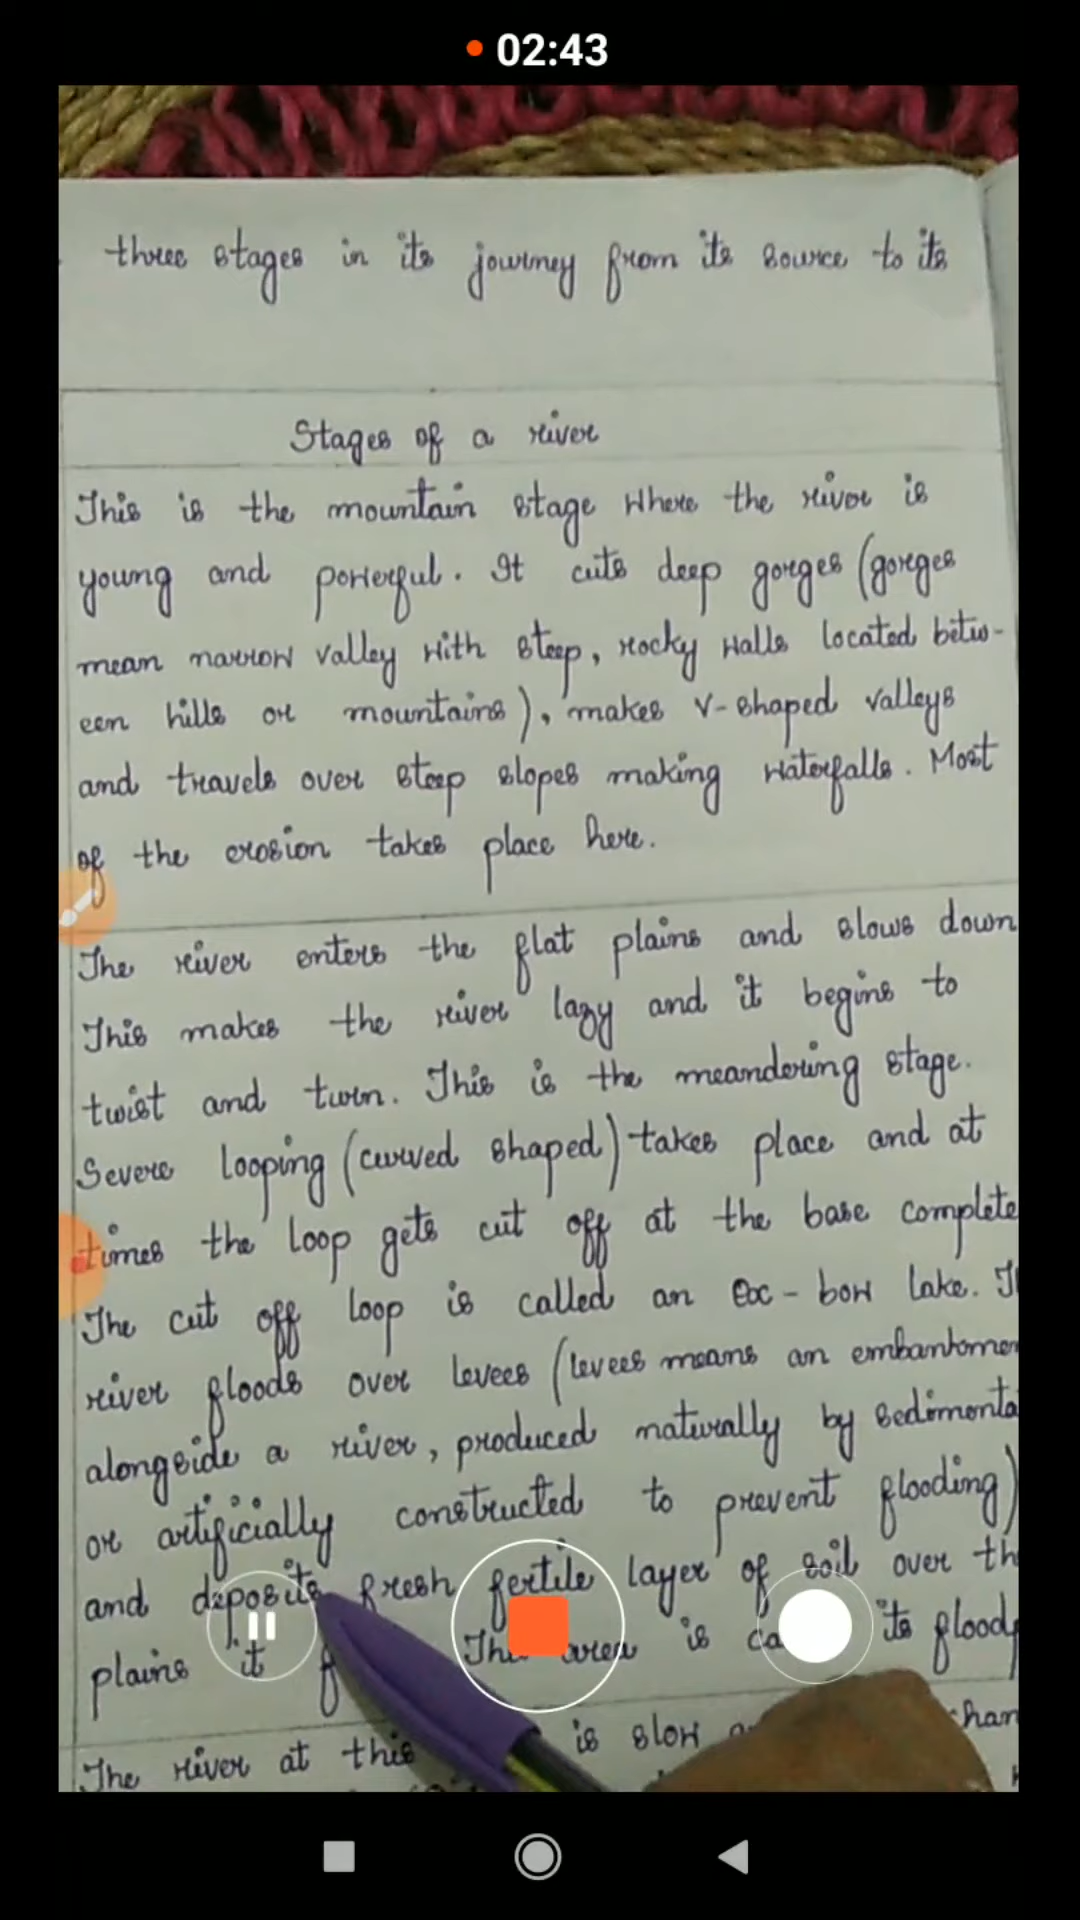 02:43
three stages in its journey from its source to its
Stages of a river
This is the mountain stage where the river is
young and powerful. It cuts deep gorges (gorges
mean narrow valley with steep, rocky walls located betw-
een hills or mountains), makes V-shaped valleys
and travels over steep slopes making waterfalls. Most
of the erosion takes place here.
The river enters the flat plains and slows down
This makes the river lazy and it begins to
twist and turn. This is the meandering stage.
Severe looping (curved shaped) takes place and at
times the loop gets cut off at the base complete
The cut off loop is called an Ox-bow lake.
river floods over levees (levees means an
alongside a river, produced naturally by
or artificially constructed to prevent flooding)
and deposits fresh fertile layer of soil over
plains it area is its
The river at this is slow